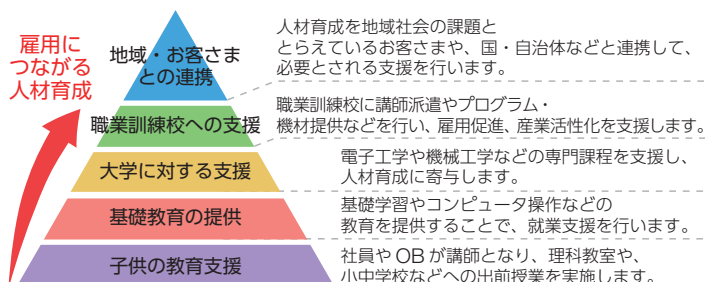 雇用に
つながる
人材育成
地域・お客さま
との連携
人材育成を地域社会の課題と
とらえているお客さまや、国・自治体などと連携して、
必要とされる支援を行います。
職業訓練校への支援
職業訓練校に講師派遣やプログラム・
機材提供などを行い、雇用促進、産業活性化を支援します。
大学に対する支援
電子工学や機械工学などの専門課程を支援し、
人材育成に寄与します。
基礎教育の提供
基礎学習やコンピュータ操作などの
教育を提供することで、就業支援を行います。
子供の教育支援
社員や OB が講師となり、理科教室や、
小中学校などへの出前授業を実施します。